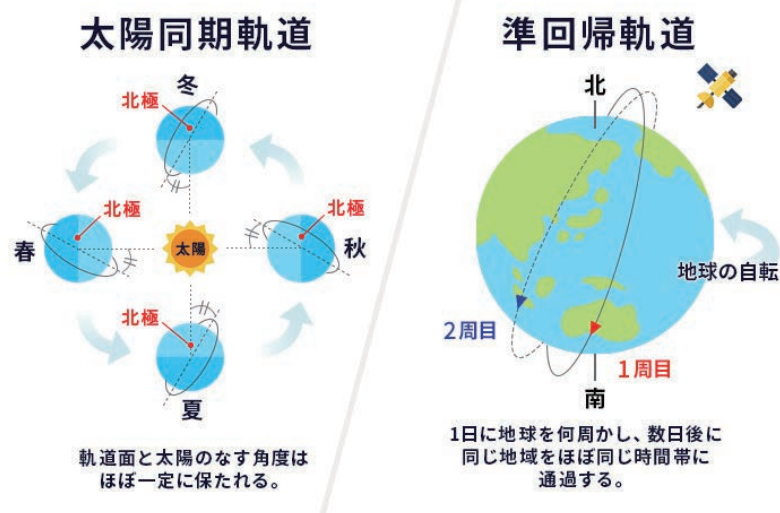 太陽同期軌道
冬
北極
北極
春
太陽
北極
秋
北極
夏
軌道面と太陽のなす角度は
ほぼ一定に保たれる。
準回帰軌道
北
地球の自転
2周目
1周目
南
1日に地球を何周かし、数日後に
同じ地域をほぼ同じ時間帯に
通過する。